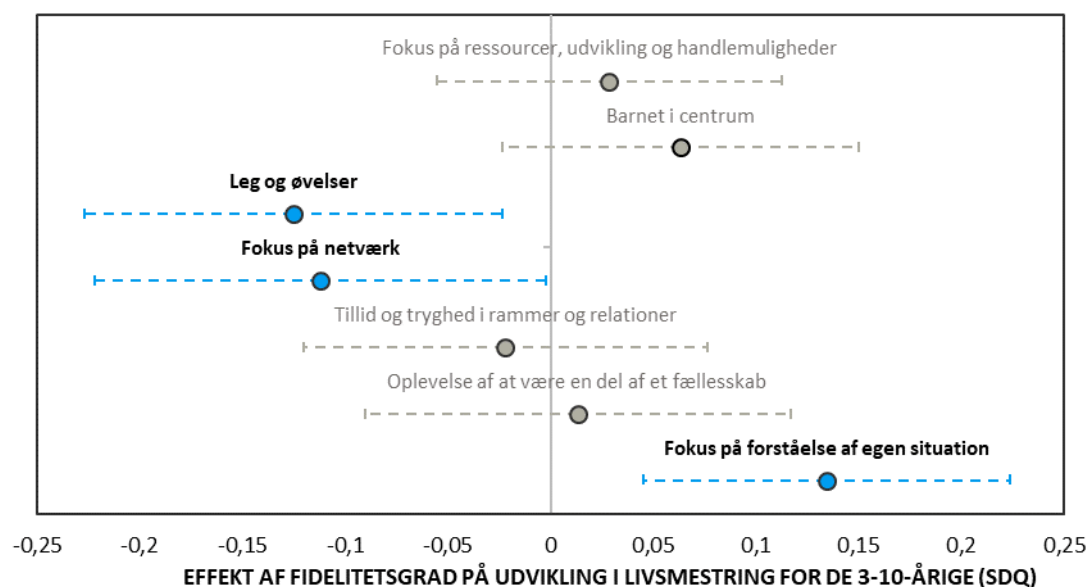 Fokus på ressourcer, udvikling og handlemuligheder
Barnet i centrum
Leg og øvelser
Fokus på netværk
Tillid og tryghed i rammer og relationer
Oplevelse af at være en del af et fællesskab
Fokus på forståelse af egen situation
-0,25 -0,2 -0,15 -0,1 -0,05 0 0,05 0,1 0,15 0,2 0,25
EFFEKT AF FIDELITETSGRAD PÅ UDVIKLING I LIVSMESTRING FOR DE 3-10-ÅRIGE (SDQ)